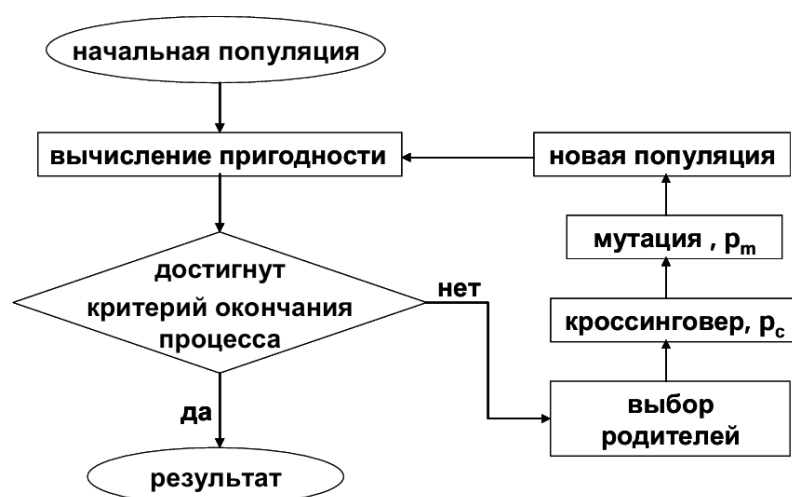 начальная популяция
вычисление пригодности
новая популяция
мутация , pm
достигнут
критерий окончания
процесса
нет
кроссинговер, pc
да
выбор
родителей
результат